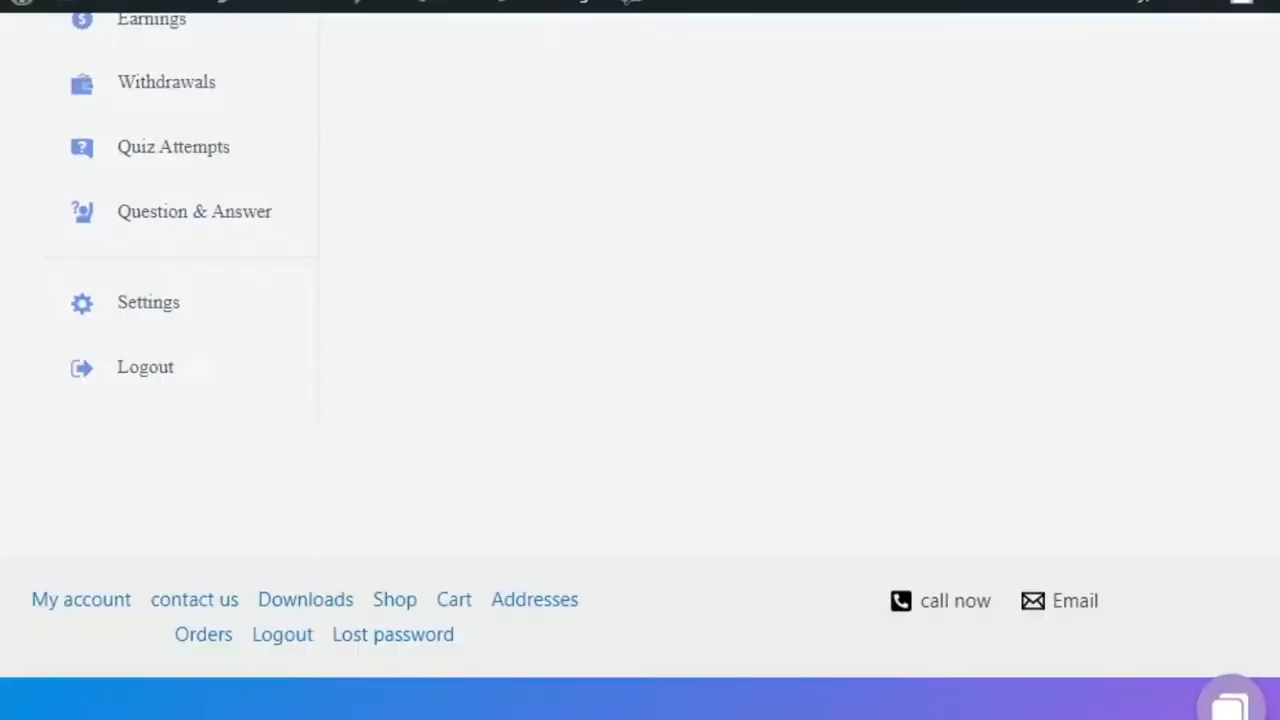 Earnings
Withdrawals
Quiz Attempts
Question & Answer
Settings
Logout
My account contact us Downloads Shop Cart Addresses
call now Email
Orders Logout Lost password